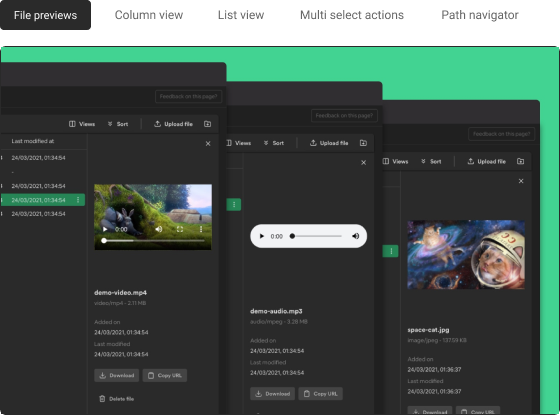 File previews
Column view
List view
Multi select actions
Path navigator
Feedback on this page?
Views
Sort
Upload file
Last modified at
24/03/2021, 01:34:54
-
24/03/2021, 01:34:54
24/03/2021, 01:34:54
24/03/2021, 01:34:54
0:00
demo-video.mp4
video/mp4 - 2.11 MB
Added on
24/03/2021, 01:34:54
Last modified
24/03/2021, 01:34:54
Download
Copy URL
Delete file
Feedback on this page?
Views
Sort
Upload file
0:00
demo-audio.mp3
audio/mpeg - 3.28 MB
Added on
24/03/2021, 01:34:54
Last modified
24/03/2021, 01:34:54
Download
Copy URL
Feedback on this page?
Views
Sort
Upload file
space-cat.jpg
image/jpeg - 137.59 KB
Added on
24/03/2021, 01:36:37
Last modified
24/03/2021, 01:36:37
Download
Copy URL